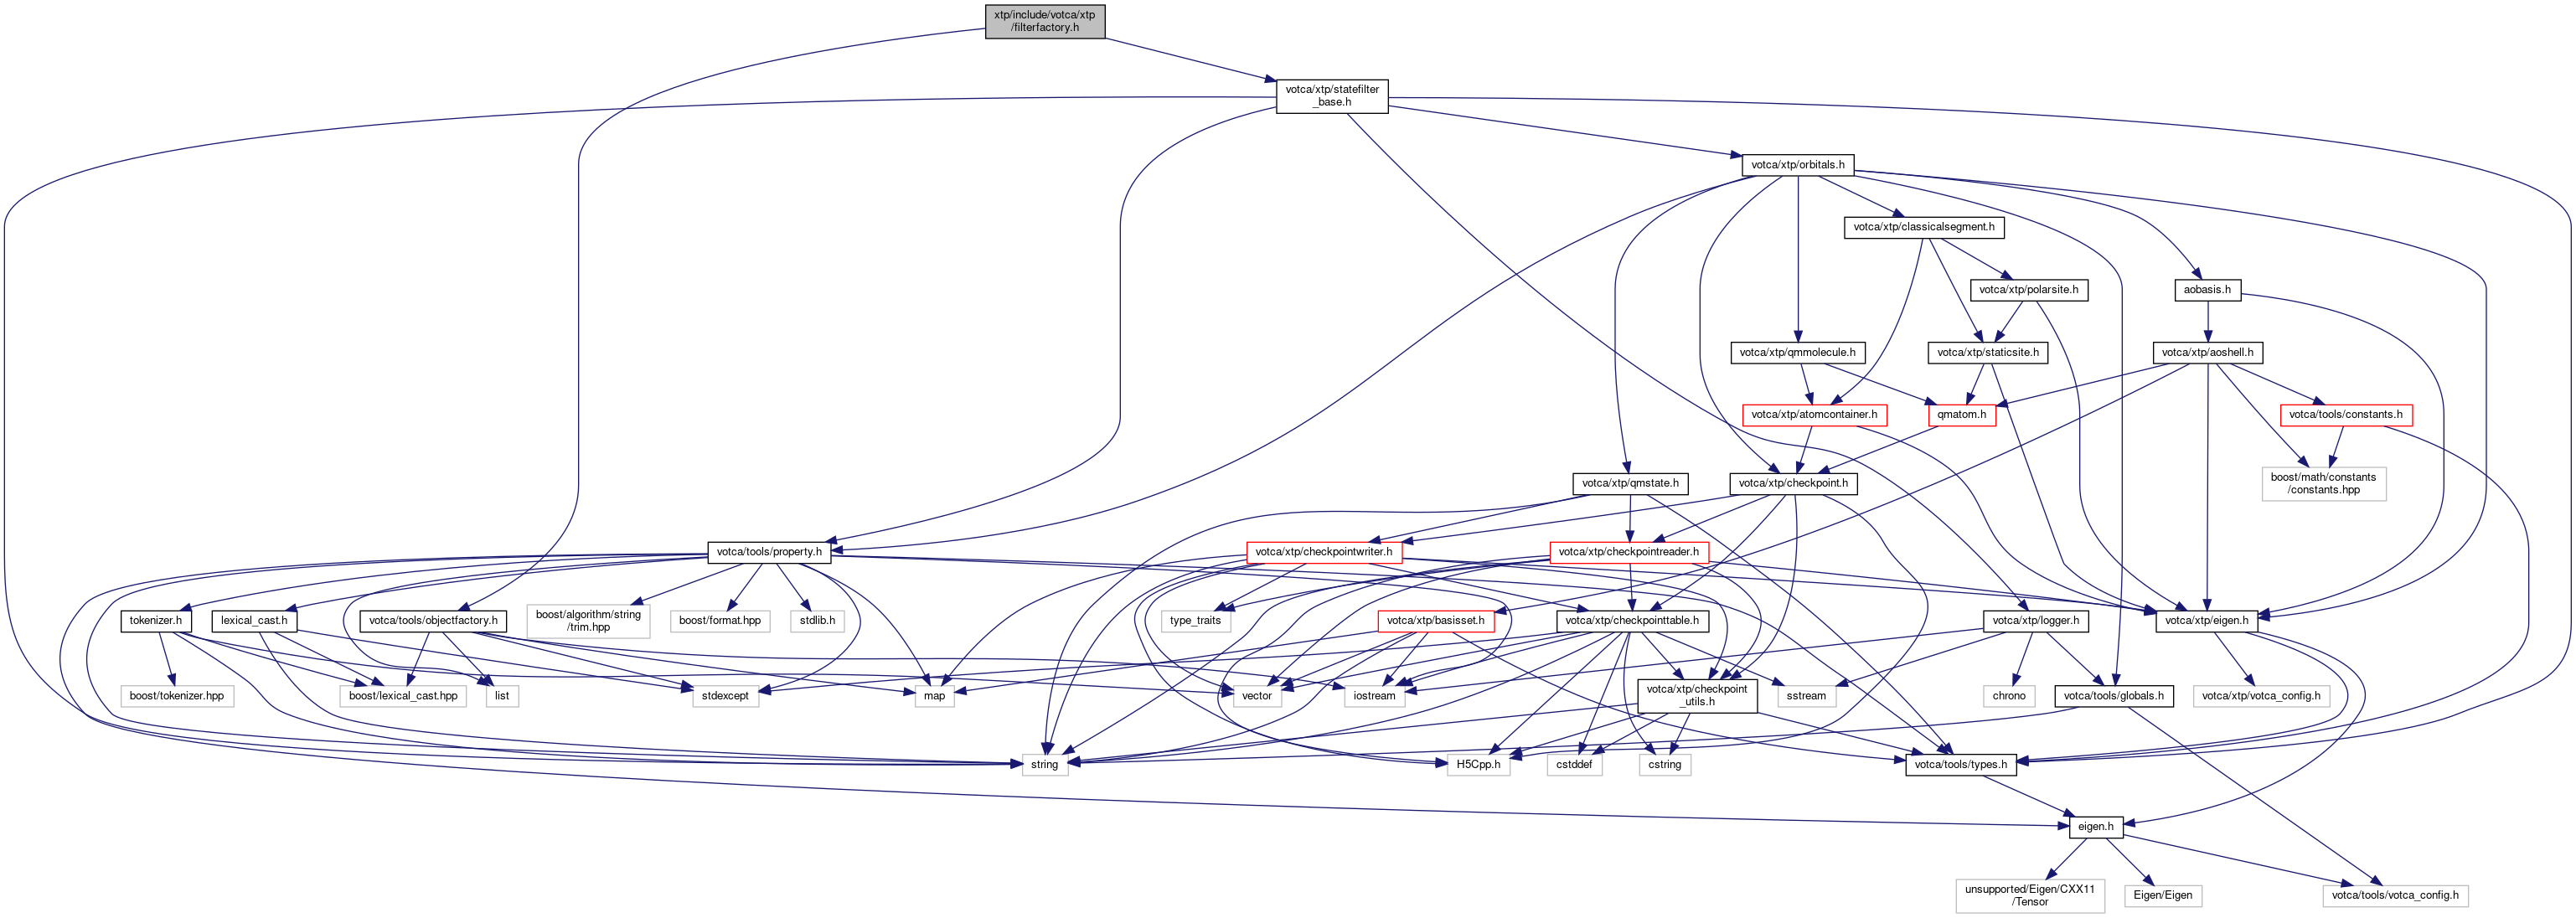 xtp/include/votca/xtp
/filterfactory.h
votca/xtp/statefilter
_base.h
votca/xtp/orbitals.h
votca/xtp/classicalsegment.h
votca/xtp/polarsite.h
aobasis.h
votca/xtp/qmmolecule.h
votca/xtp/staticsite.h
votca/xtp/aoshell.h
votca/xtp/atomcontainer.h
qmatom.h
votca/tools/constants.h
votca/xtp/qmstate.h
votca/xtp/checkpoint.h
boost/math/constants
/constants.hpp
votca/tools/property.h
votca/xtp/checkpointwriter.h
votca/xtp/checkpointreader.h
tokenizer.h
lexical_cast.h
votca/tools/objectfactory.h
boost/algorithm/string
/trim.hpp
boost/format.hpp
stdlib.h
type_traits
votca/xtp/basisset.h
votca/xtp/checkpointtable.h
votca/xtp/logger.h
votca/xtp/eigen.h
boost/tokenizer.hpp
boost/lexical_cast.hpp
list
stdexcept
map
vector
iostream
votca/xtp/checkpoint
_utils.h
sstream
chrono
votca/tools/globals.h
votca/xtp/votca_config.h
string
H5Cpp.h
cstddef
cstring
votca/tools/types.h
eigen.h
unsupported/Eigen/CXX11
/Tensor
Eigen/Eigen
votca/tools/votca_config.h